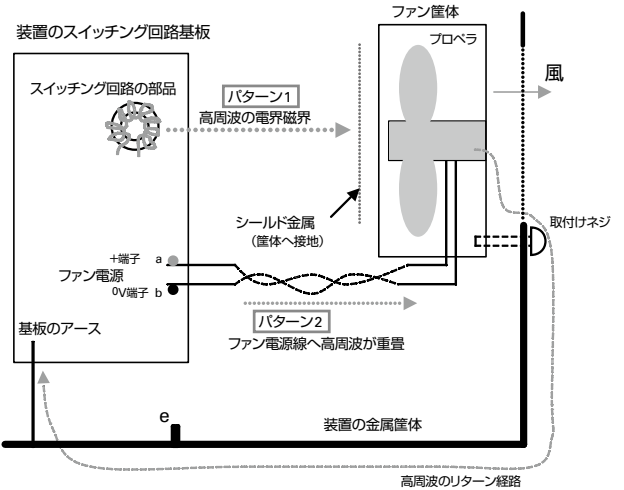 ファン筐体
装置のスイッチング回路基板
プロペラ
風
スイッチング回路の部品
パターン1
高周波の電界磁界
シールド金属
（筐体へ接地）
取付けネジ
+端子 a
ファン電源
0V端子 b
パターン2
ファン電源線へ高周波が重畳
基板のアース
e
装置の金属筐体
高周波のリターン経路